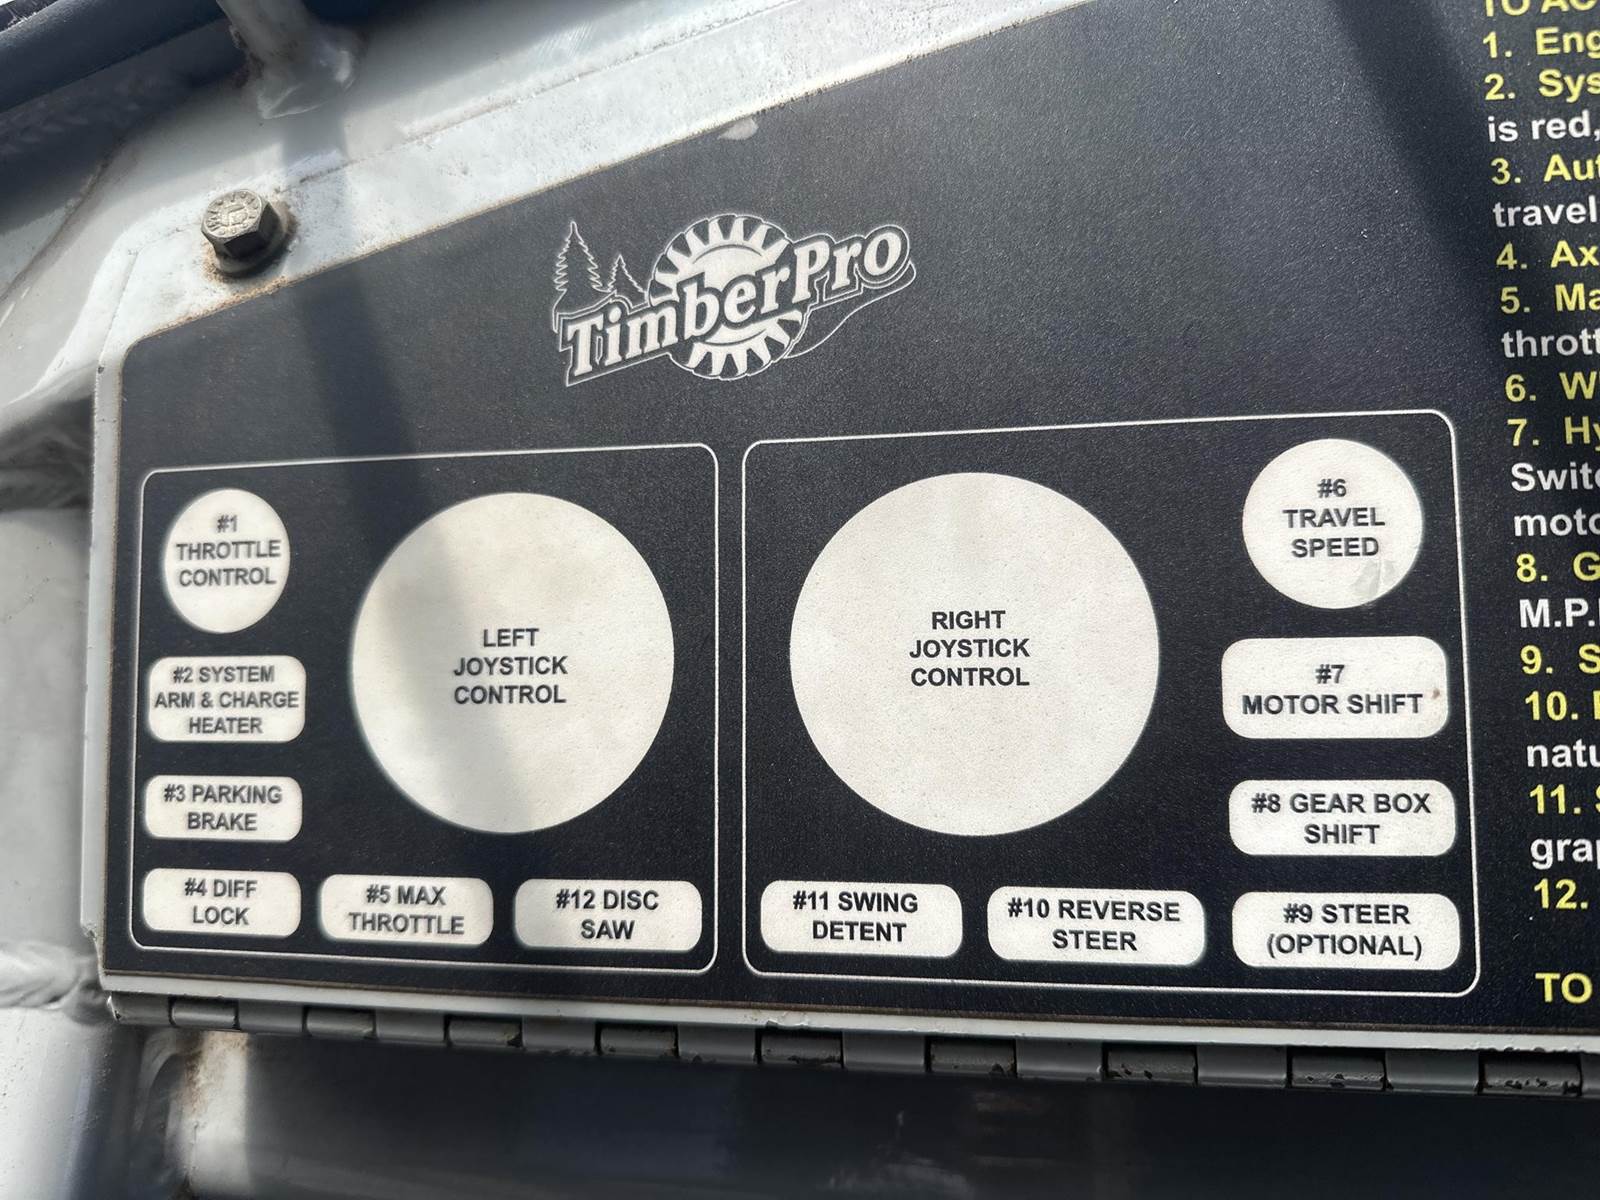 TimberPro
#1
THROTTLE
CONTROL
#2 SYSTEM
ARM & CHARGE
HEATER
#3 PARKING
BRAKE
#4 DIFF
LOCK
#5 MAX
THROTTLE
#12 DISC
SAW
LEFT
JOYSTICK
CONTROL
RIGHT
JOYSTICK
CONTROL
#6
TRAVEL
SPEED
#7
MOTOR SHIFT
#8 GEAR BOX
SHIFT
#11 SWING
DETENT
#10 REVERSE
STEER
#9 STEER
(OPTIONAL)
TO AC
1. Eng
2. Sys
is red,
3. Aut
travel
4. Ax
5. Ma
thrott
6. W
7. Hy
Switc
moto
8. G
M.P.
9. S
10.
natu
11. S
grap
12.
TO